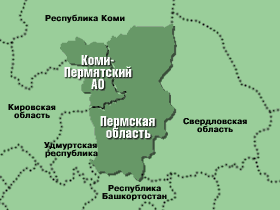 Республика Коми
Коми-
Пермятский
АО
Кировская
область
Пермская
область
Свердловская
область
Удмуртская
республика
Республика
Башкортостан